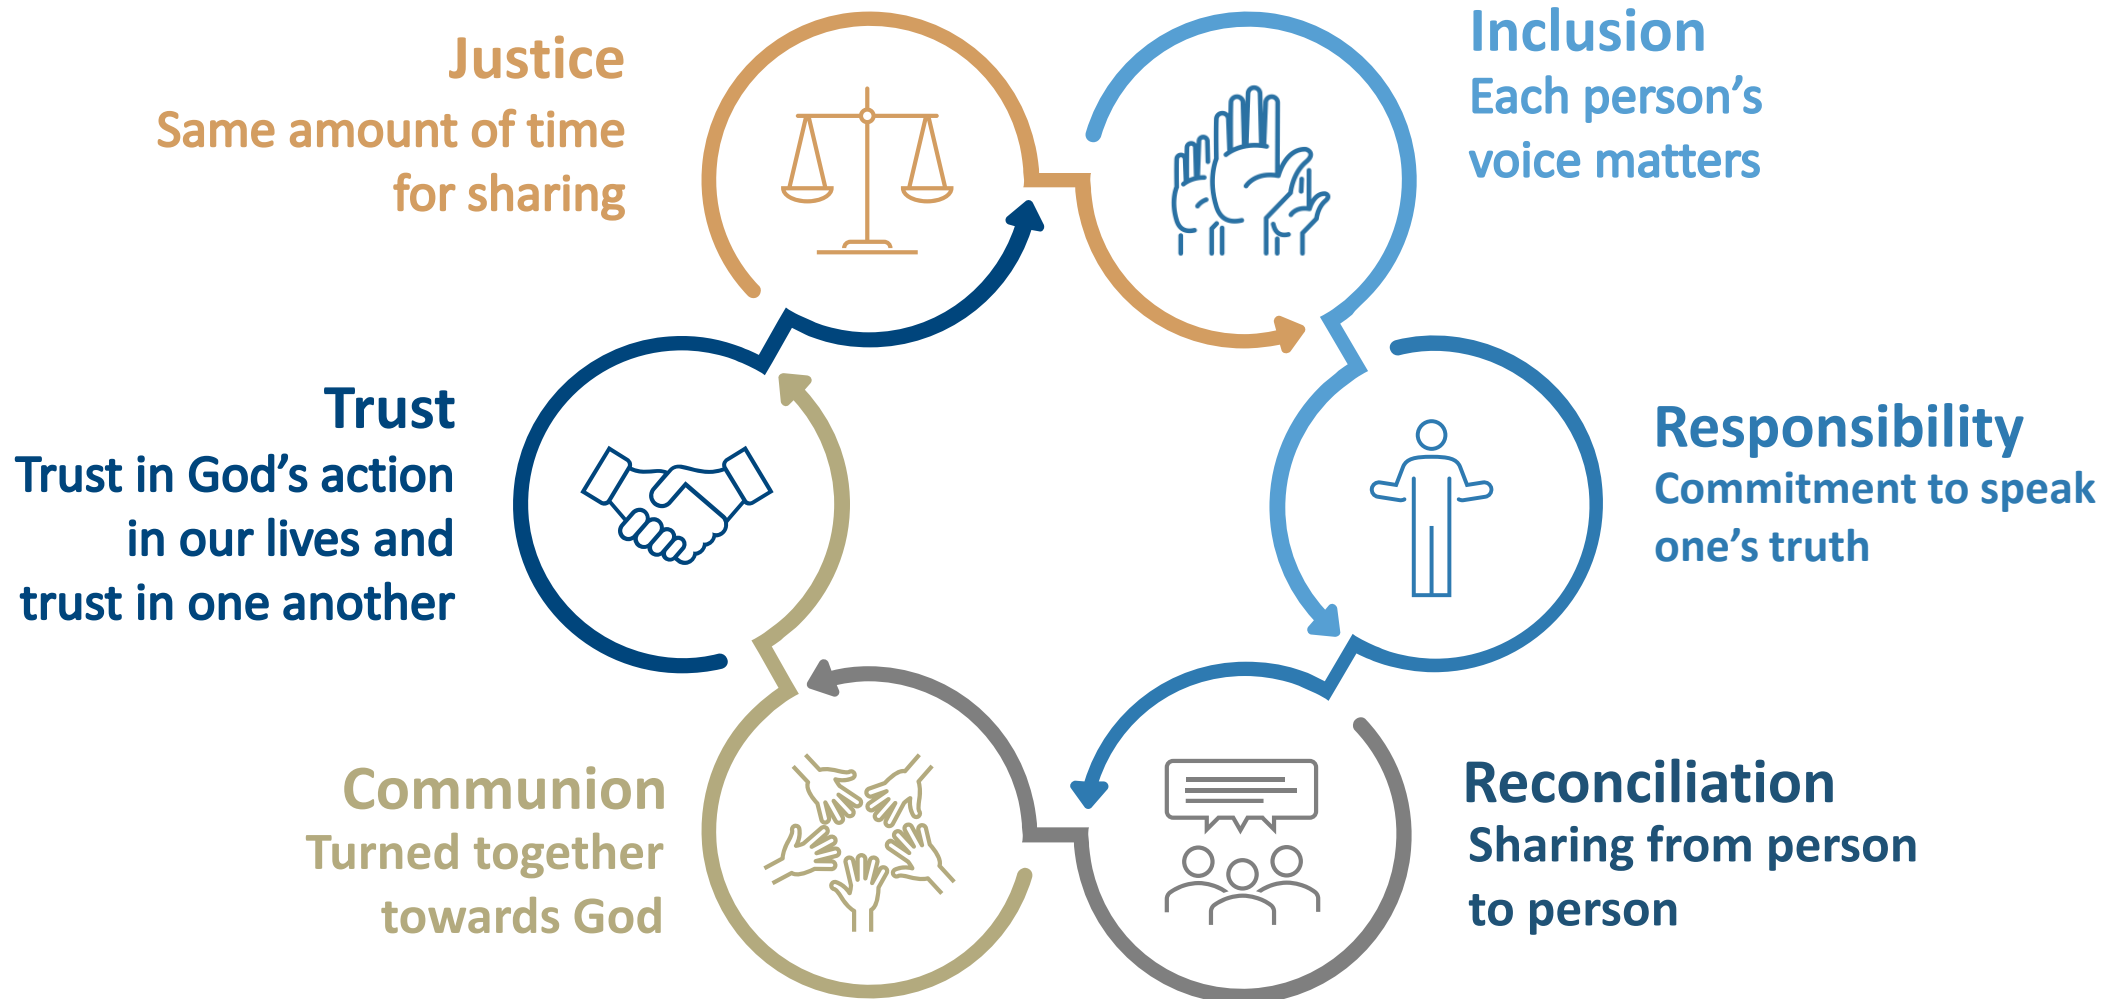 Justice
Same amount of time
for sharing
Inclusion
Each person’s
voice matters
Responsibility
Commitment to speak
one’s truth
Reconciliation
Sharing from person
to person
Communion
Turned together
towards God
Trust
Trust in God’s action
in our lives and
trust in one another